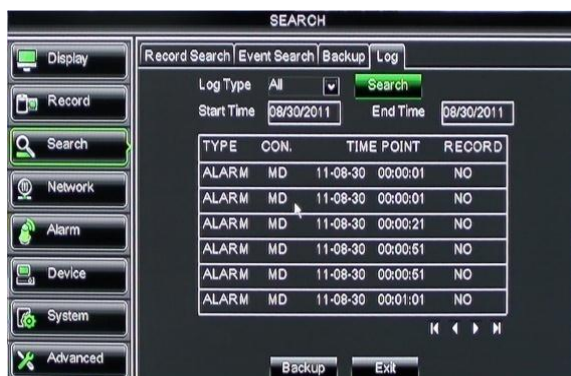 SEARCH
Display
Record
Search
Network
Alarm
Device
System
Advanced
Record Search Event Search Backup Log
Log Type All Search
Start Time 08/30/2011 End Time 08/30/2011
TYPE CON. TIME POINT RECORD
ALARM MD 11-08-30 00:00:01 NO
ALARM MD 11-08-30 00:00:01 NO
ALARM MD 11-08-30 00:00:21 NO
ALARM MD 11-08-30 00:00:51 NO
ALARM MD 11-08-30 00:00:51 NO
ALARM MD 11-08-30 00:01:01 NO
Backup Exit